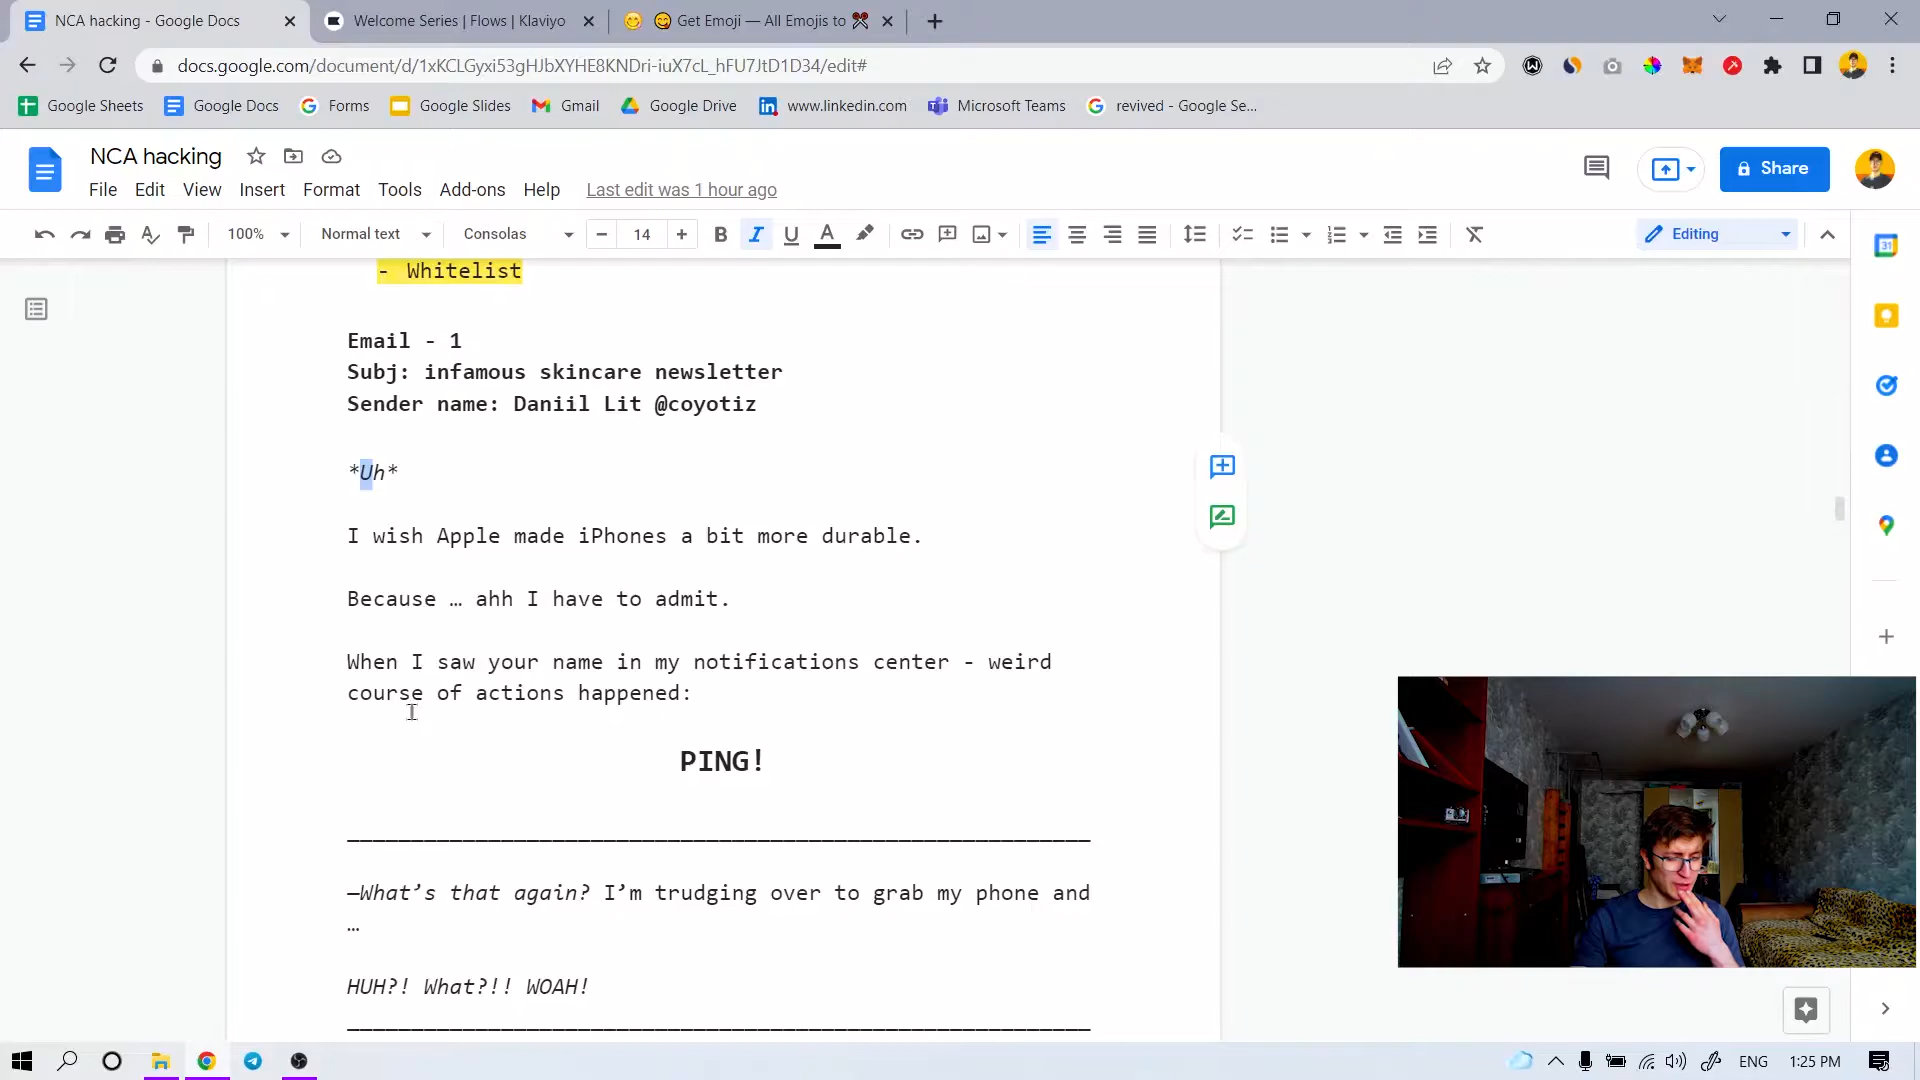 NCA hacking - Google Docs
Welcome Series | Flows | Klaviyo
😋 Get Emoji — All Emojis to ✂
docs.google.com/document/d/1xKCLGyxi53gHJbXYHE8KNDri-iuX7cL_hFU7JtD1D34/edit#
Google Sheets
Google Docs
Forms
Google Slides
Gmail
Google Drive
www.linkedin.com
Microsoft Teams
revived - Google Se...
NCA hacking
File Edit View Insert Format Tools Add-ons Help Last edit was 1 hour ago
Share
100% Normal text Consolas 14 Editing
- Whitelist
Email - 1
Subj: infamous skincare newsletter
Sender name: Daniil Lit @coyotiz
*Uh*
I wish Apple made iPhones a bit more durable.
Because … ahh I have to admit.
When I saw your name in my notifications center - weird
course of actions happened:
PING!
—What’s that again? I’m trudging over to grab my phone and
…
HUH?! What?!! WOAH!
ENG 1:25 PM